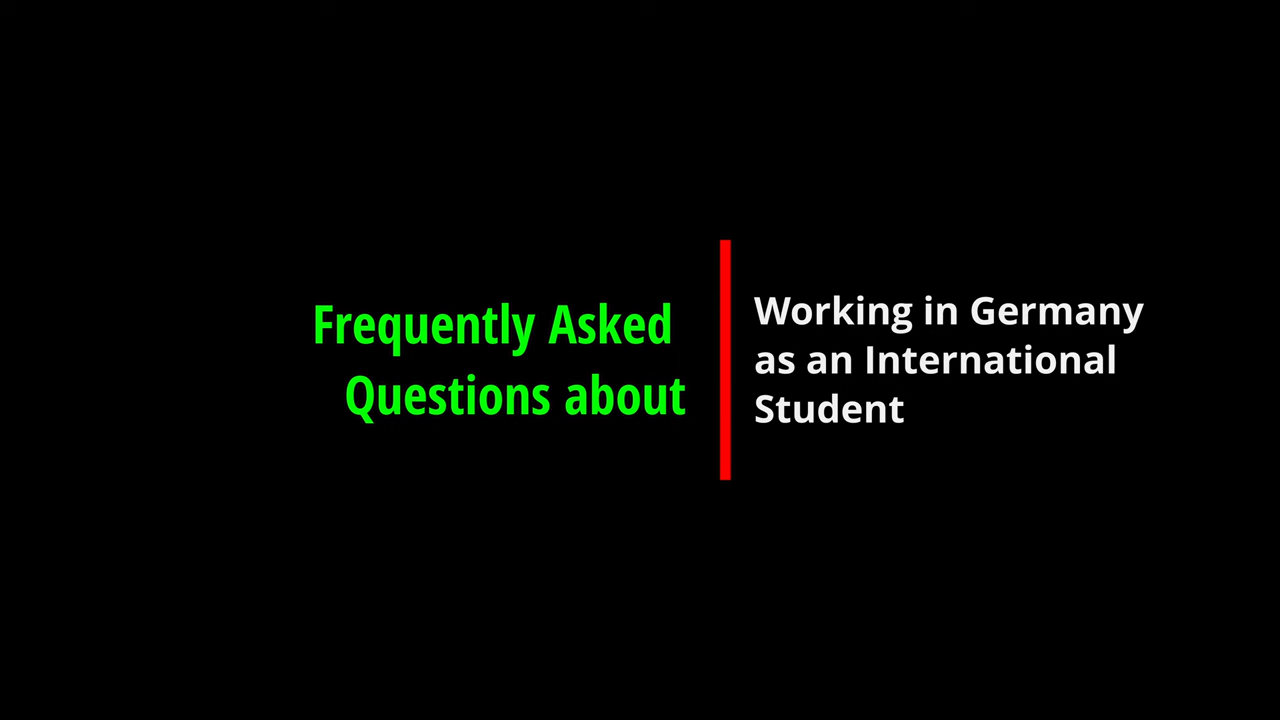 Frequently Asked
Questions about
Working in Germany
as an International
Student